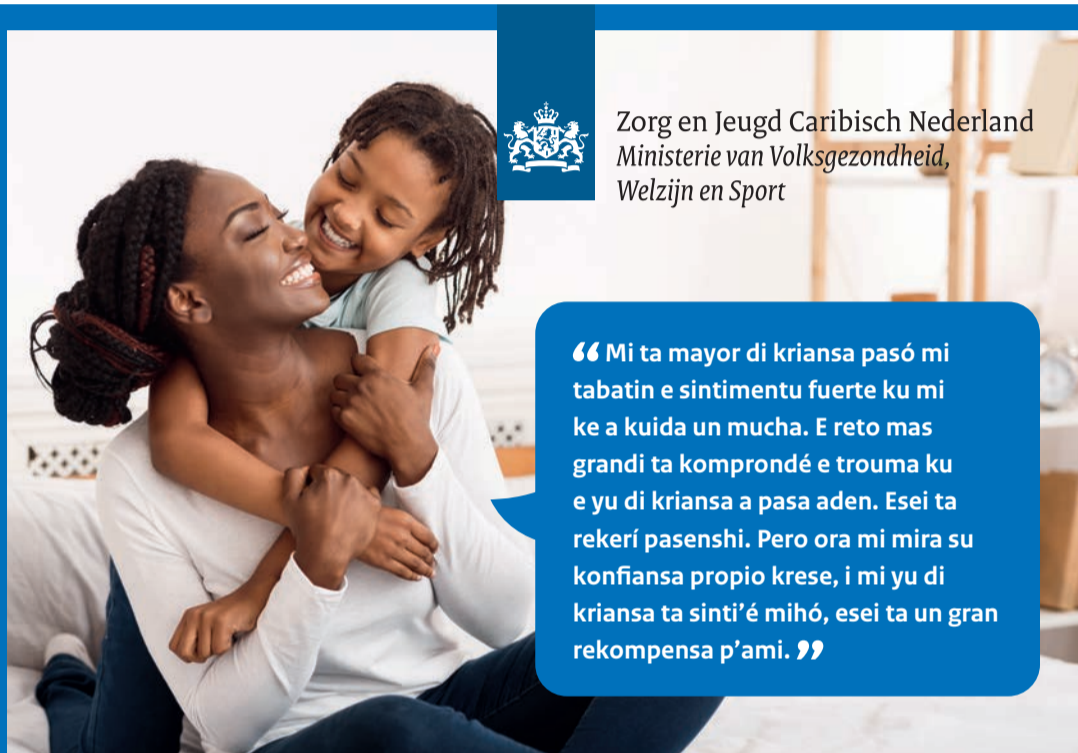 Zorg en Jeugd Caribisch Nederland
Ministerie van Volksgezondheid,
Welzijn en Sport
“ Mi ta mayor di kriansa pasó mi
tabatin e sintimentu fuerte ku mi
ke a kuida un mucha. E reto mas
grandi ta komprondé e trouma ku
e yu di kriansa a pasa aden. Esei ta
rekerí pasenshi. Pero ora mi mira su
konfiansa propio krese, i mi yu di
kriansa ta sinti’é mihó, esei ta un gran
rekompensa p’ami. ”